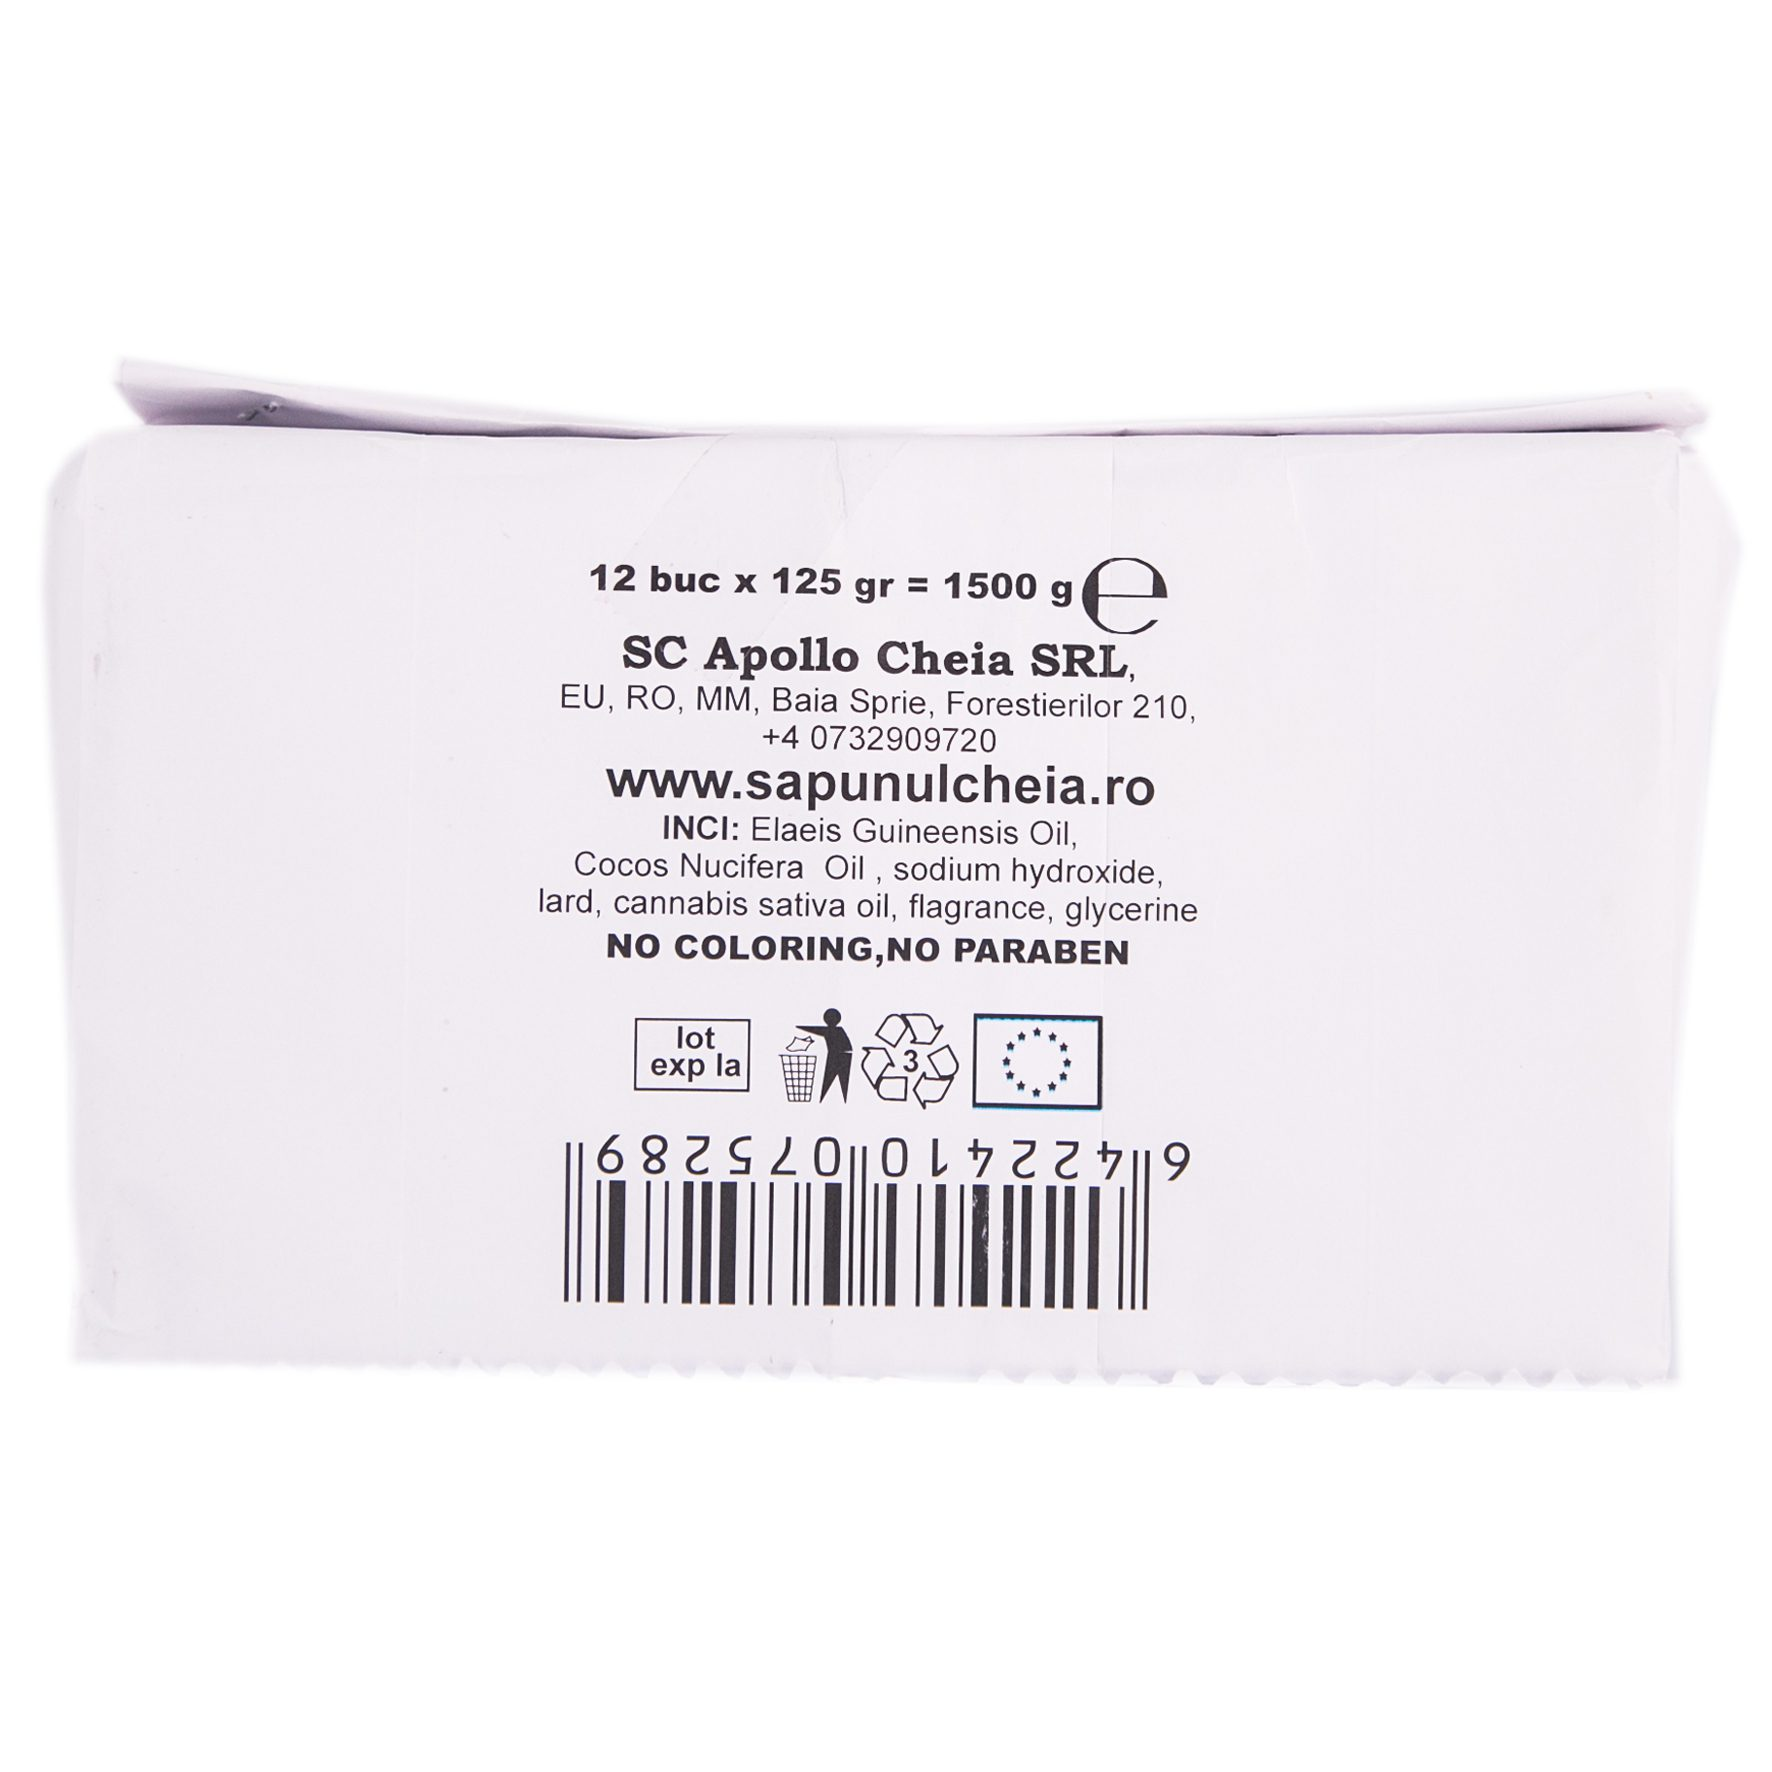 12 buc x 125 gr = 1500 g e
SC Apollo Cheia SRL,
EU, RO, MM, Baia Sprie, Forestierilor 210,
+4 0732909720
www.sapunulcheia.ro
INCI: Elaeis Guineensis Oil,
Cocos Nucifera Oil , sodium hydroxide,
lard, cannabis sativa oil, flagrance, glycerine
NO COLORING,NO PARABEN
lot
exp la
3
6422410075289